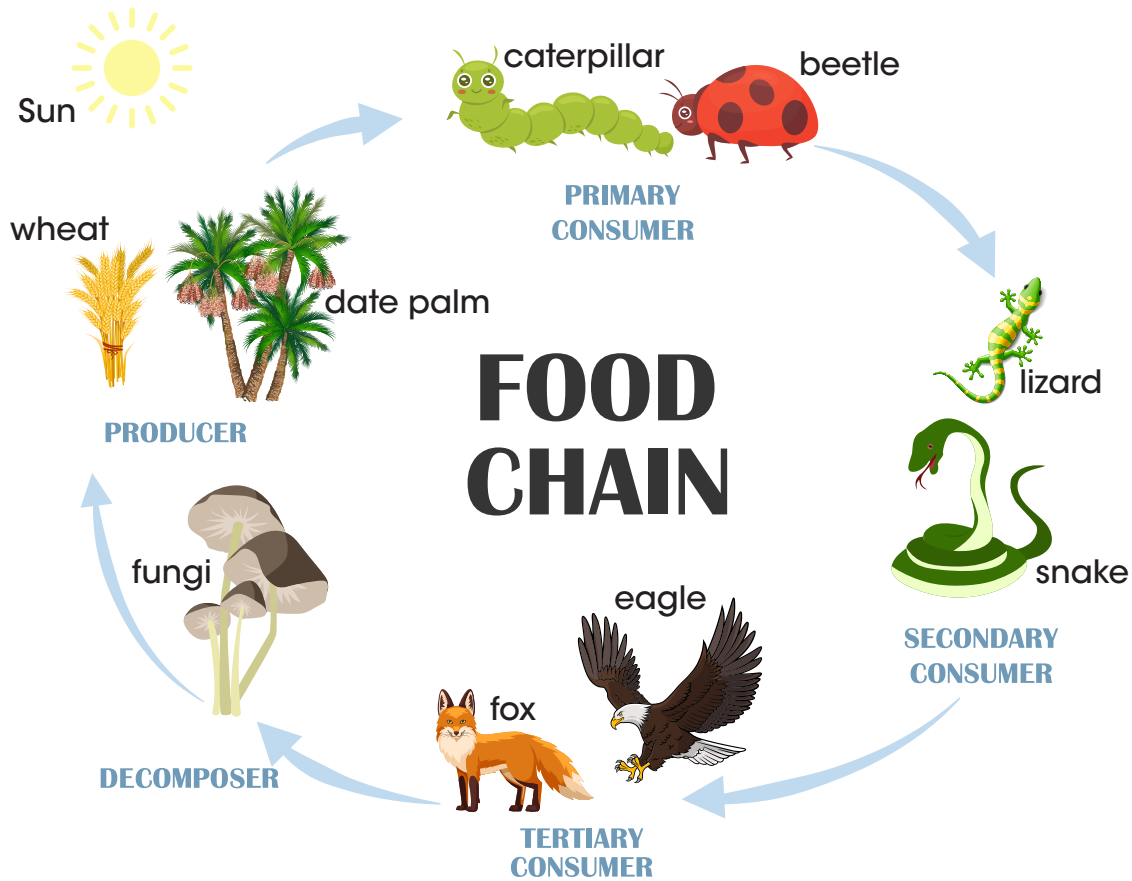 Sun
caterpillar
beetle
PRIMARY
CONSUMER
wheat
date palm
PRODUCER
FOOD
CHAIN
lizard
snake
SECONDARY
CONSUMER
eagle
fox
TERTIARY
CONSUMER
fungi
DECOMPOSER